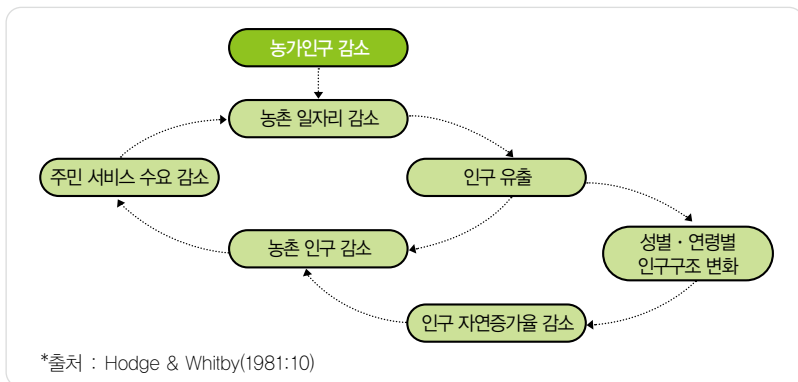 농가인구 감소
농촌 일자리 감소
주민 서비스 수요 감소
인구 유출
농촌 인구 감소
성별 · 연령별
인구구조 변화
인구 자연증가율 감소
*출처 : Hodge & Whitby(1981:10)